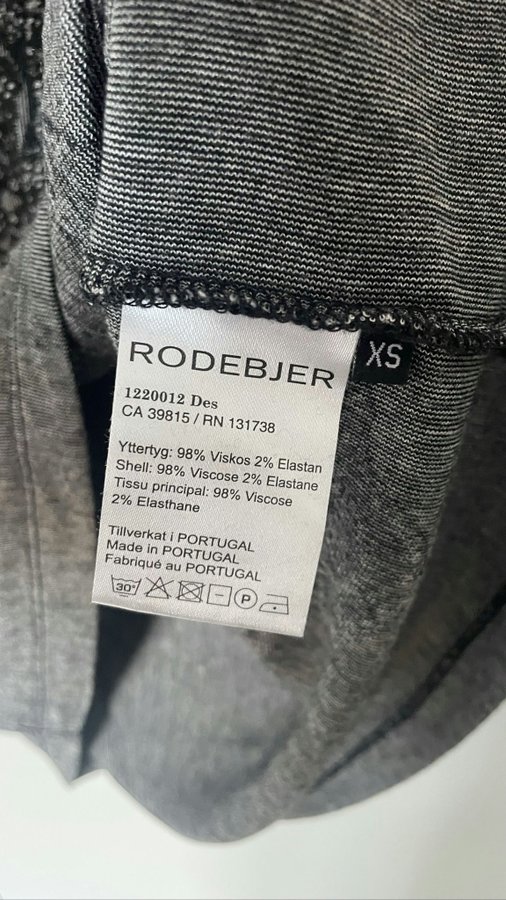 RODEBJER
XS
1220012 Des
CA 39815 / RN 131738
Yttertyg: 98% Viskos 2% Elastan
Shell: 98% Viscose 2% Elastane
Tissu principal: 98% Viscose
2% Elasthane
Tillverkat i PORTUGAL
Made in PORTUGAL
Fabriqué au PORTUGAL
30° P